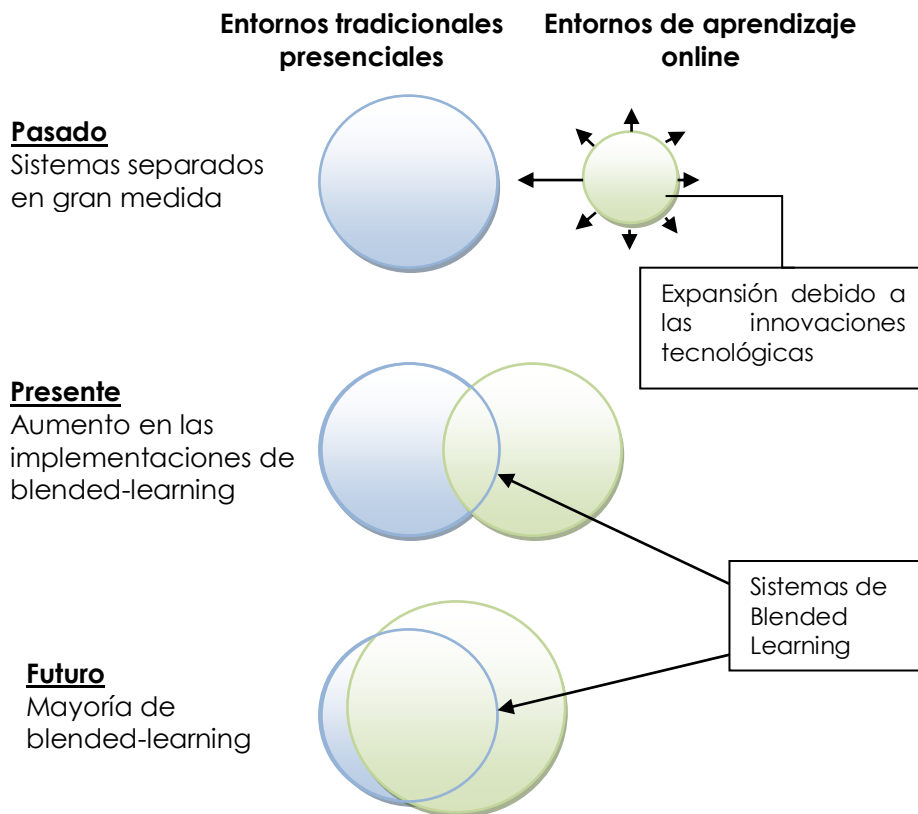 Entornos tradicionales
presenciales
Entornos de aprendizaje
online
Pasado
Sistemas separados
en gran medida
Expansión debido a
las innovaciones
tecnológicas
Presente
Aumento en las
implementaciones de
blended-learning
Sistemas de
Blended
Learning
Futuro
Mayoría de
blended-learning